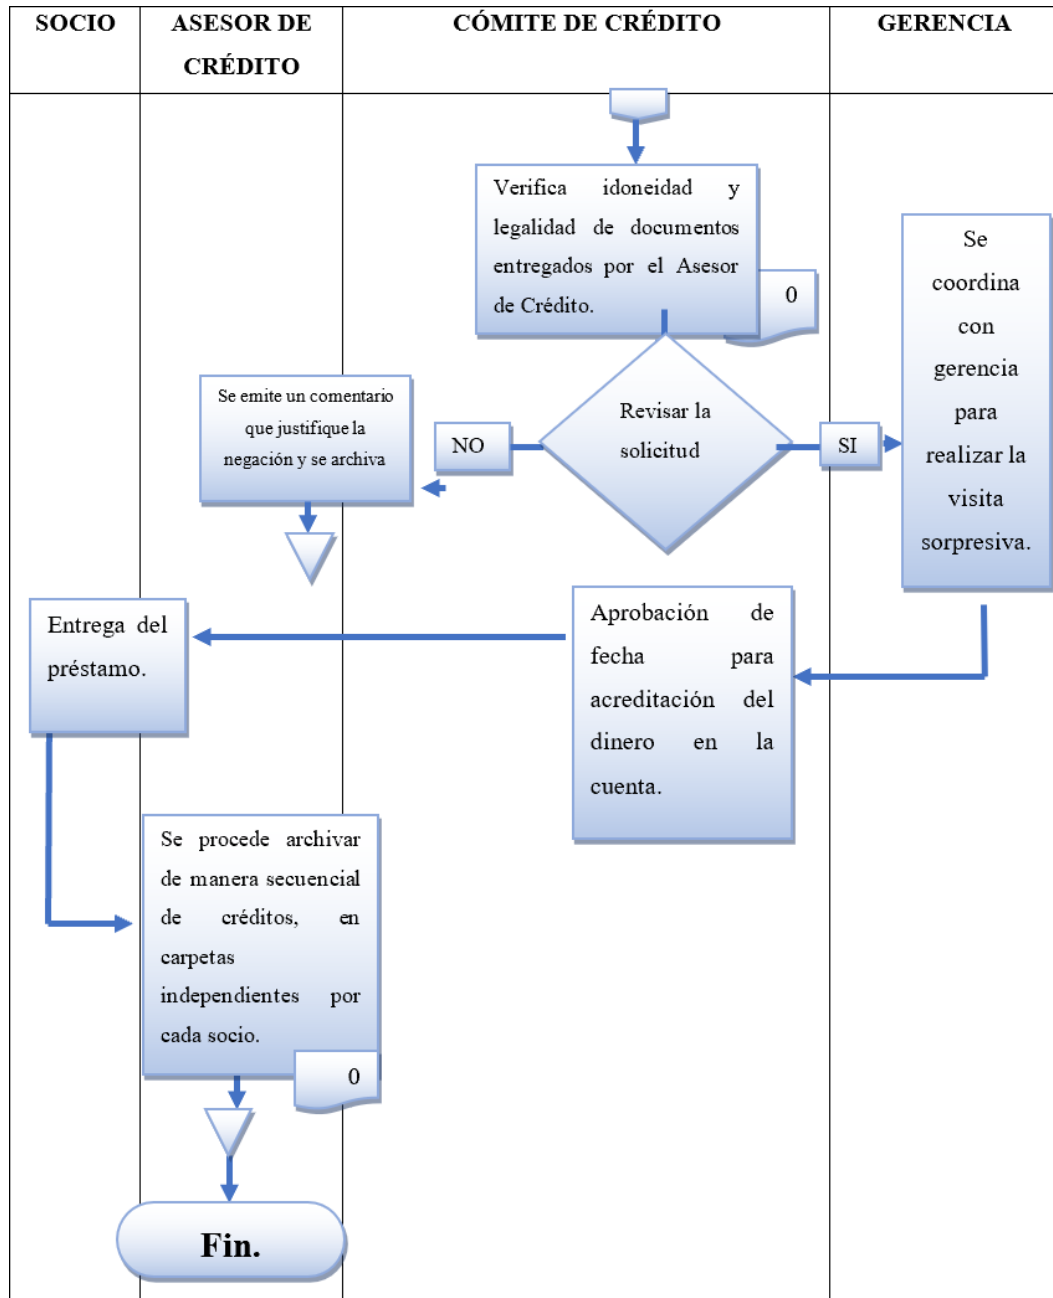 SOCIO
ASESOR DE
CRÉDITO
CÓMITE DE CRÉDITO
GERENCIA
Verifica idoneidad y
legalidad de documentos
entregados por el Asesor
de Crédito.
0
Se
coordina
con
gerencia
para
realizar la
visita
sorpresiva.
Se emite un comentario
que justifique la
negación y se archiva
NO
Revisar la
solicitud
SI
Entrega del
préstamo.
Aprobación de
fecha para
acreditación del
dinero en la
cuenta.
Se procede archivar
de manera secuencial
de créditos, en
carpetas
independientes por
cada socio.
0
Fin.